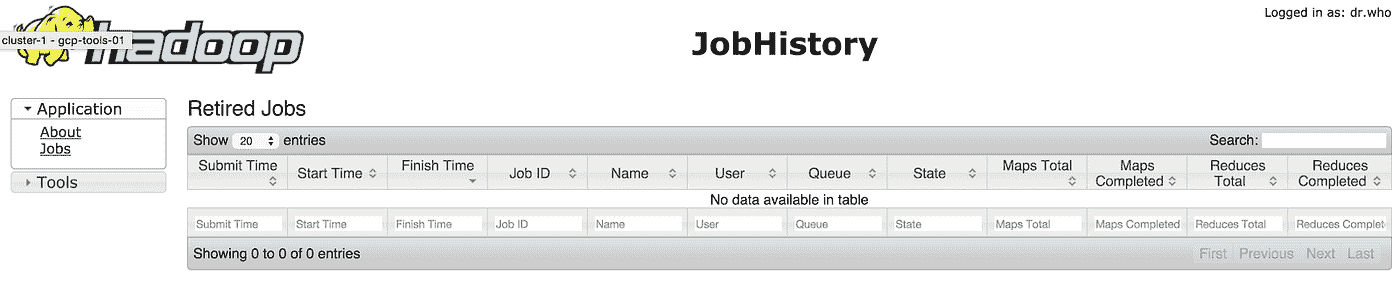 Logged in as: dr.who
cluster-1 - gcp-tools-01
hadoop
JobHistory
Application
About
Jobs
Tools
Retired Jobs
Show 20 entries Search:
Submit Time Start Time Finish Time Job ID Name User Queue State Maps Total Maps Completed Reduces Total Reduces Completed
No data available in table
Submit Time Start Time Finish Time Job ID Name User Queue State Maps Total Maps Completed Reduces Total Reduces Complet
Showing 0 to 0 of 0 entries First Previous Next Last